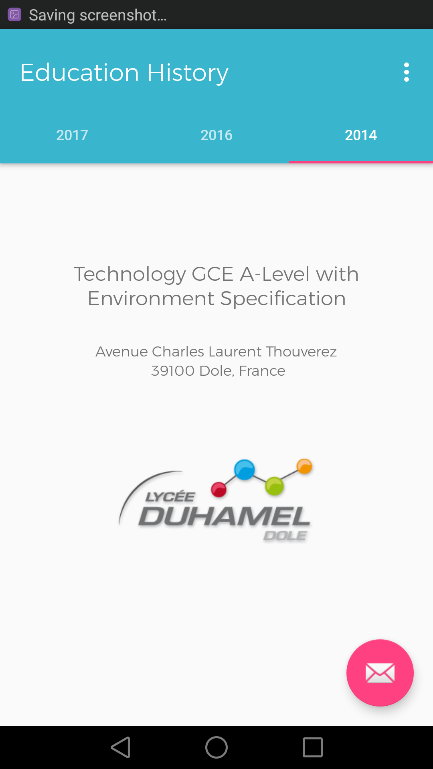 Saving screenshot...
Education History
2017
2016
2014
Technology GCE A-Level with
Environment Specification
Avenue Charles Laurent Thouverez
39100 Dole, France
LYCÉE
DUHAMEL
DOLE